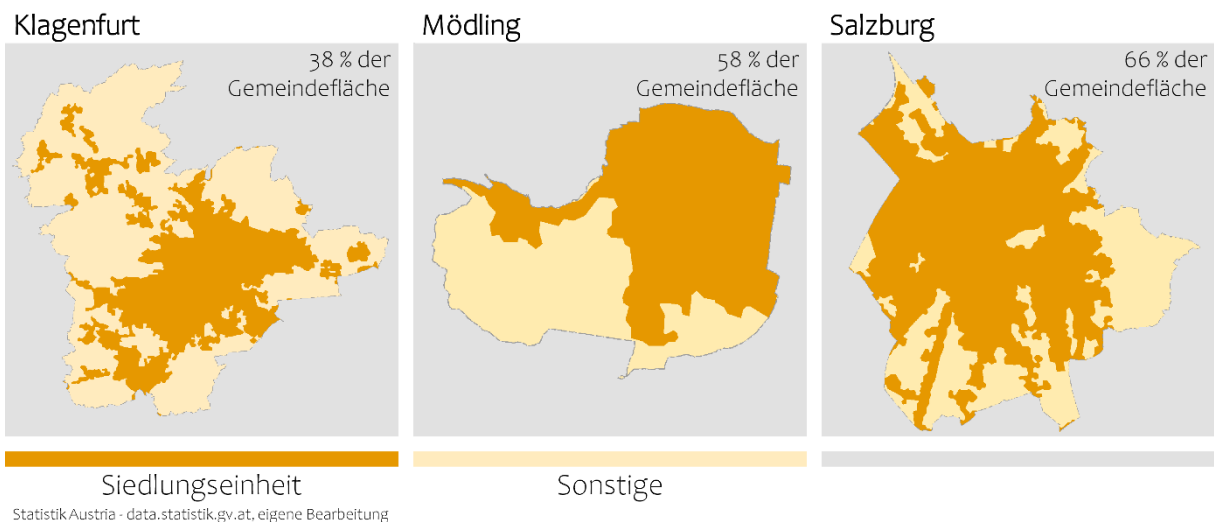 Klagenfurt
38 % der
Gemeindefläche
Mödling
58 % der
Gemeindefläche
Salzburg
66 % der
Gemeindefläche
Siedlungseinheit
Sonstige
Statistik Austria - data.statistik.gv.at, eigene Bearbeitung